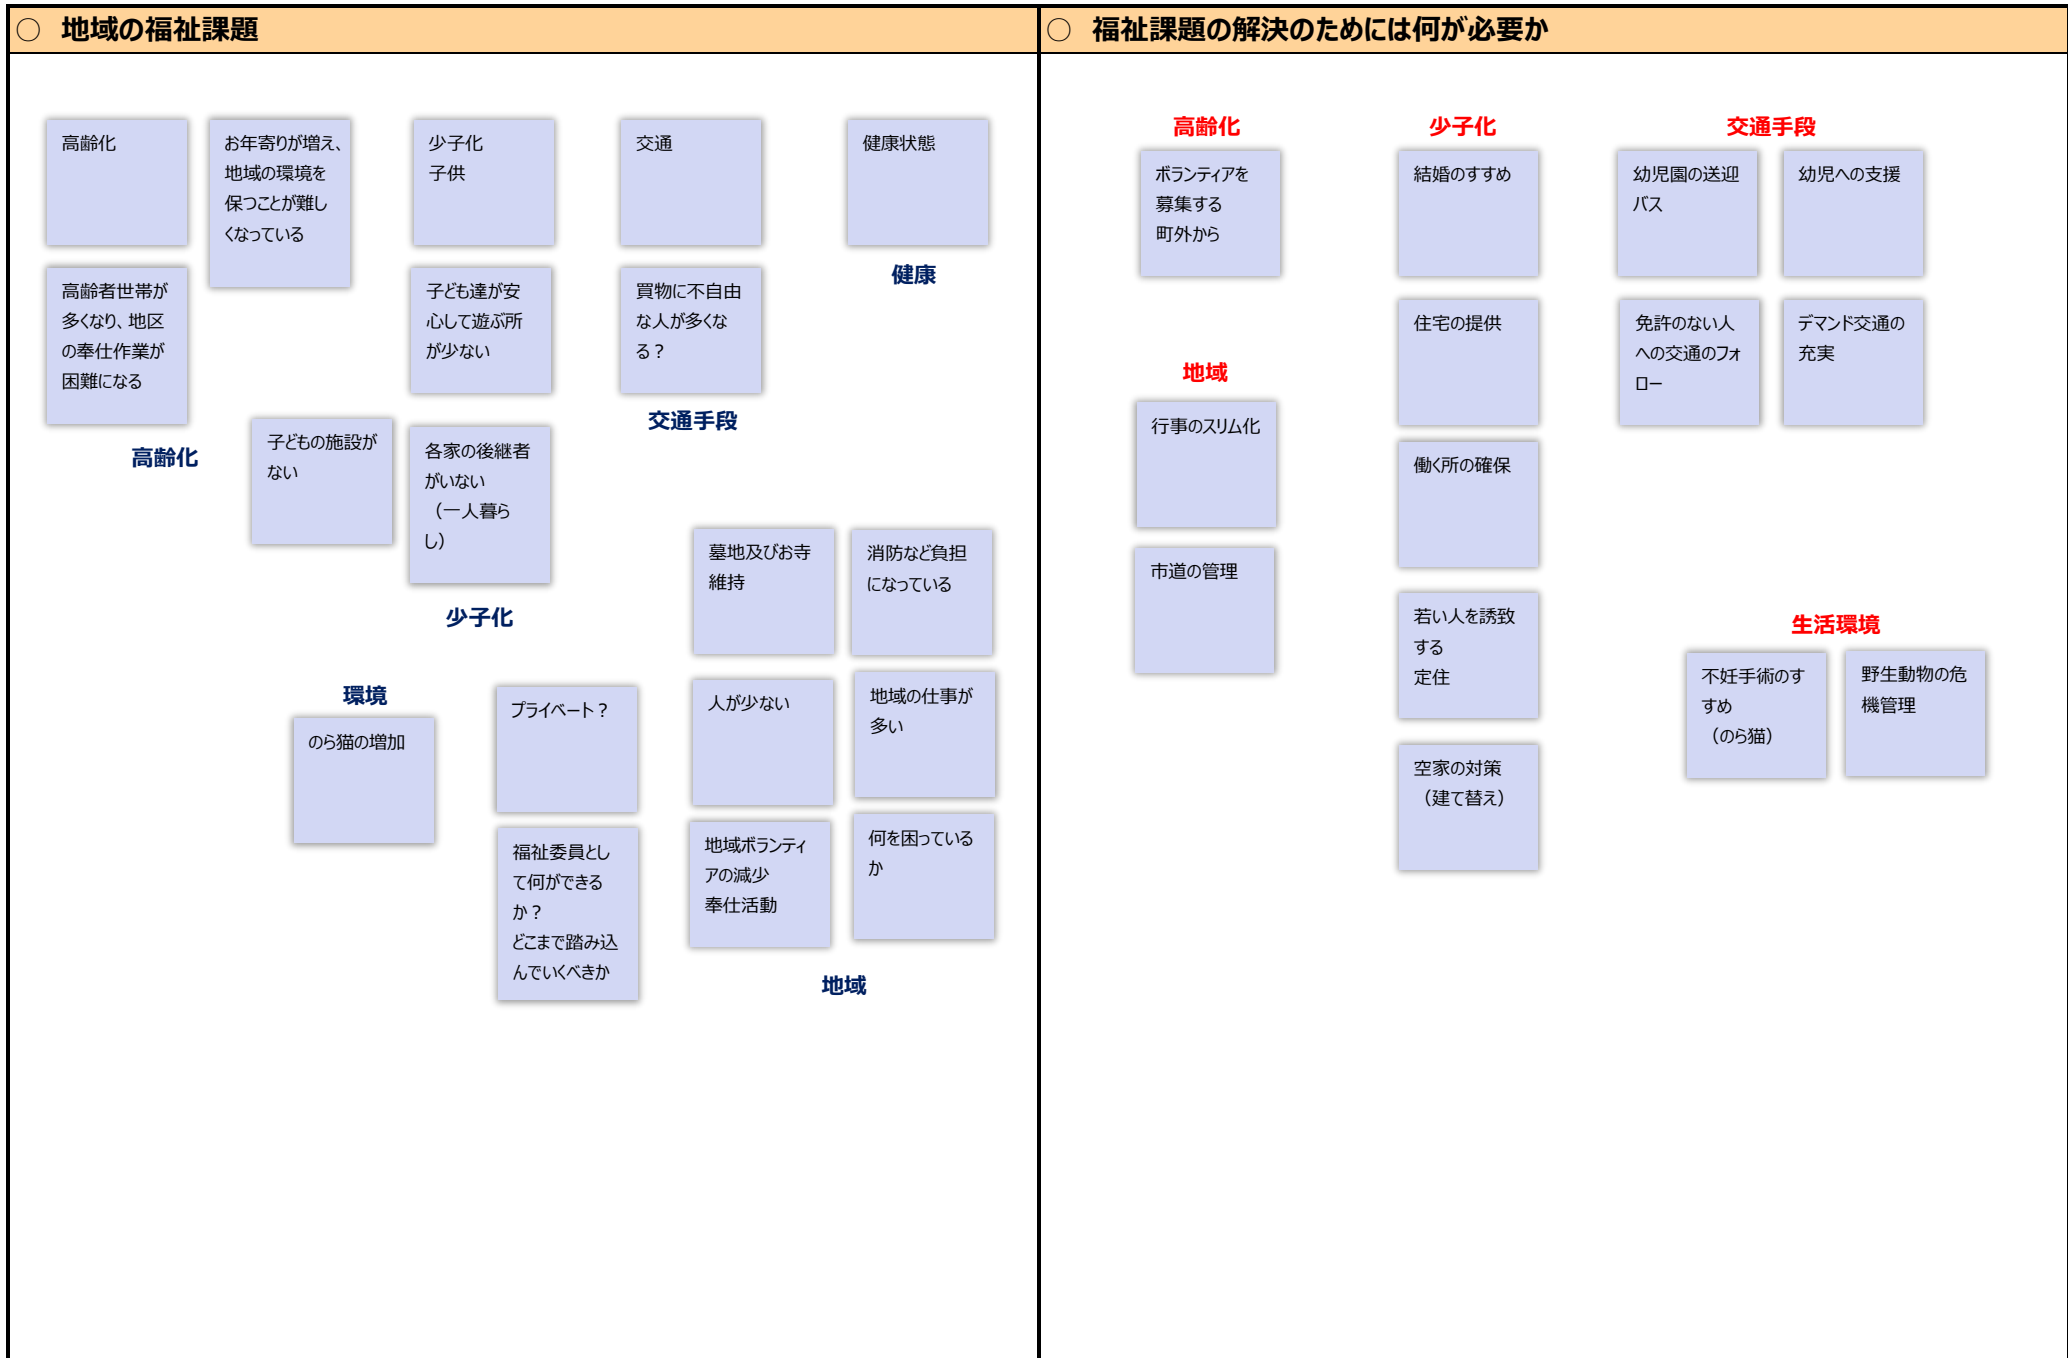 ○ 地域の福祉課題
高齢化
お年寄りが増え、
地域の環境を
保つことが難し
くなっている
高齢者世帯が
多くなり、地区
の奉仕作業が
困難になる
高齢化
少子化
子供
子ども達が安
心して遊ぶ所
が少ない
子どもの施設が
ない
各家の後継者
がいない
（一人暮ら
し）
少子化
交通
買物に不自由
な人が多くな
る？
交通手段
健康状態
健康
環境
のら猫の増加
プライベート？
福祉委員とし
て何ができる
か？
どこまで踏み込
んでいくべきか
墓地及びお寺
維持
消防など負担
になっている
人が少ない
地域の仕事が
多い
地域ボランティ
アの減少
奉仕活動
何を困っている
か
地域
○ 福祉課題の解決のためには何が必要か
高齢化
ボランティアを
募集する
町外から
地域
行事のスリム化
市道の管理
少子化
結婚のすすめ
住宅の提供
働く所の確保
若い人を誘致
する
定住
空家の対策
（建て替え）
交通手段
幼児園の送迎
バス
幼児への支援
免許のない人
への交通のフォ
ロー
デマンド交通の
充実
生活環境
不妊手術のす
すめ
（のら猫）
野生動物の危
機管理